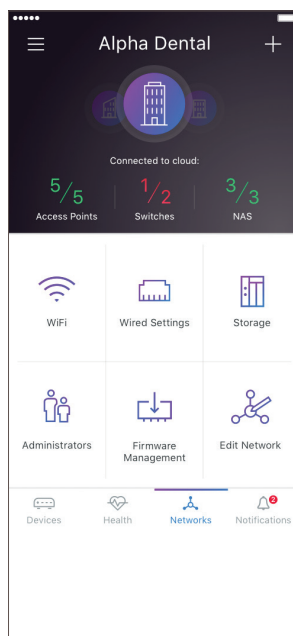 Alpha Dental
Connected to cloud:
5/5
1/2
3/3
Access Points
Switches
NAS
WiFi
Wired Settings
Storage
Administrators
Firmware
Management
Edit Network
Devices
Health
Networks
Notifications
2